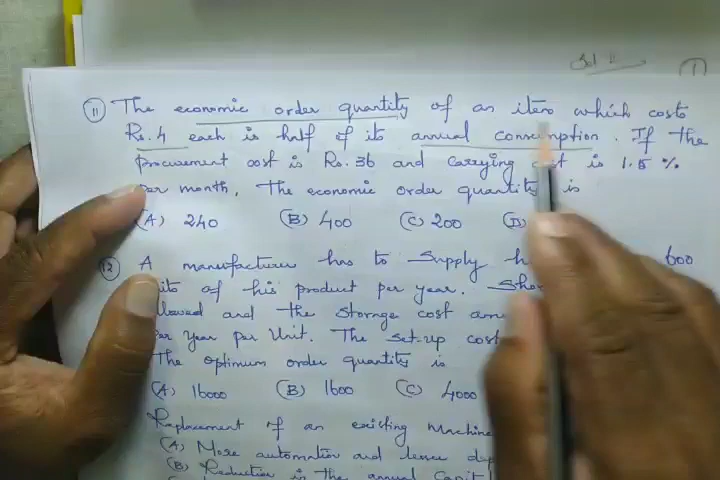 ①
⑪ The economic order quantity of an item which costs
Rs. 4 each is half of its annual consumption. If the
procurement cost is Rs. 36 and carrying cost is 1.5 %
per month, The economic order quantity is
(A) 240 (B) 400 (C) 200 (D)
⑫ A manufacturer has to Supply 600
of his product per year.
and the storage cost
year per Unit. The set-up cost
The optimum order quantity is
(A) 16000 (B) 1600 (C) 4000
Replacement of an existing Machine
(A) More automation and lesser
(B) Reduction in the annual